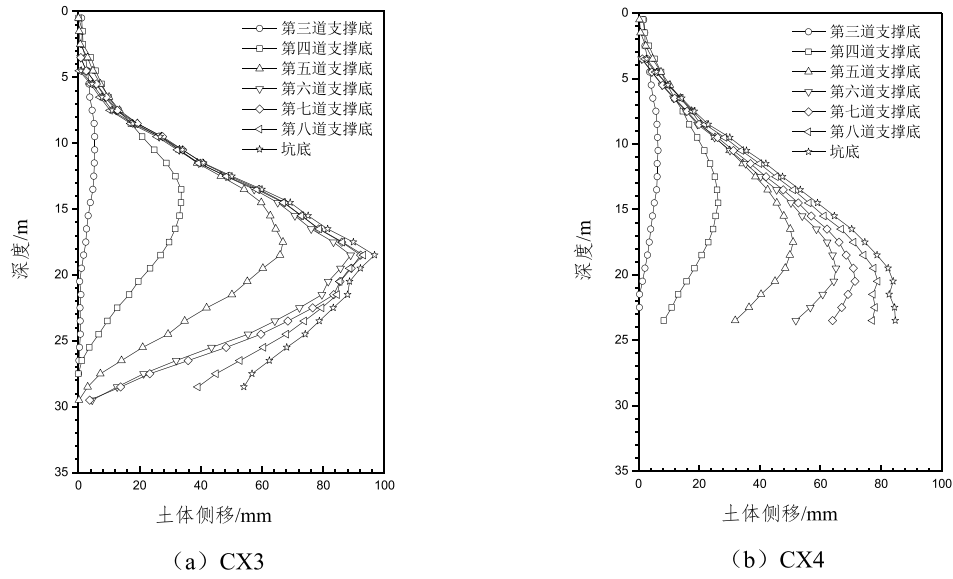 第三道支撑底
第四道支撑底
第五道支撑底
第六道支撑底
第七道支撑底
第八道支撑底
坑底
0
5
10
15
20
25
30
35
深度/m
0 20 40 60 80 100
土体侧移/mm
（a）CX3
第三道支撑底
第四道支撑底
第五道支撑底
第六道支撑底
第七道支撑底
第八道支撑底
坑底
0
5
10
15
20
25
30
35
深度/m
0 20 40 60 80 100
土体侧移/mm
（b）CX4